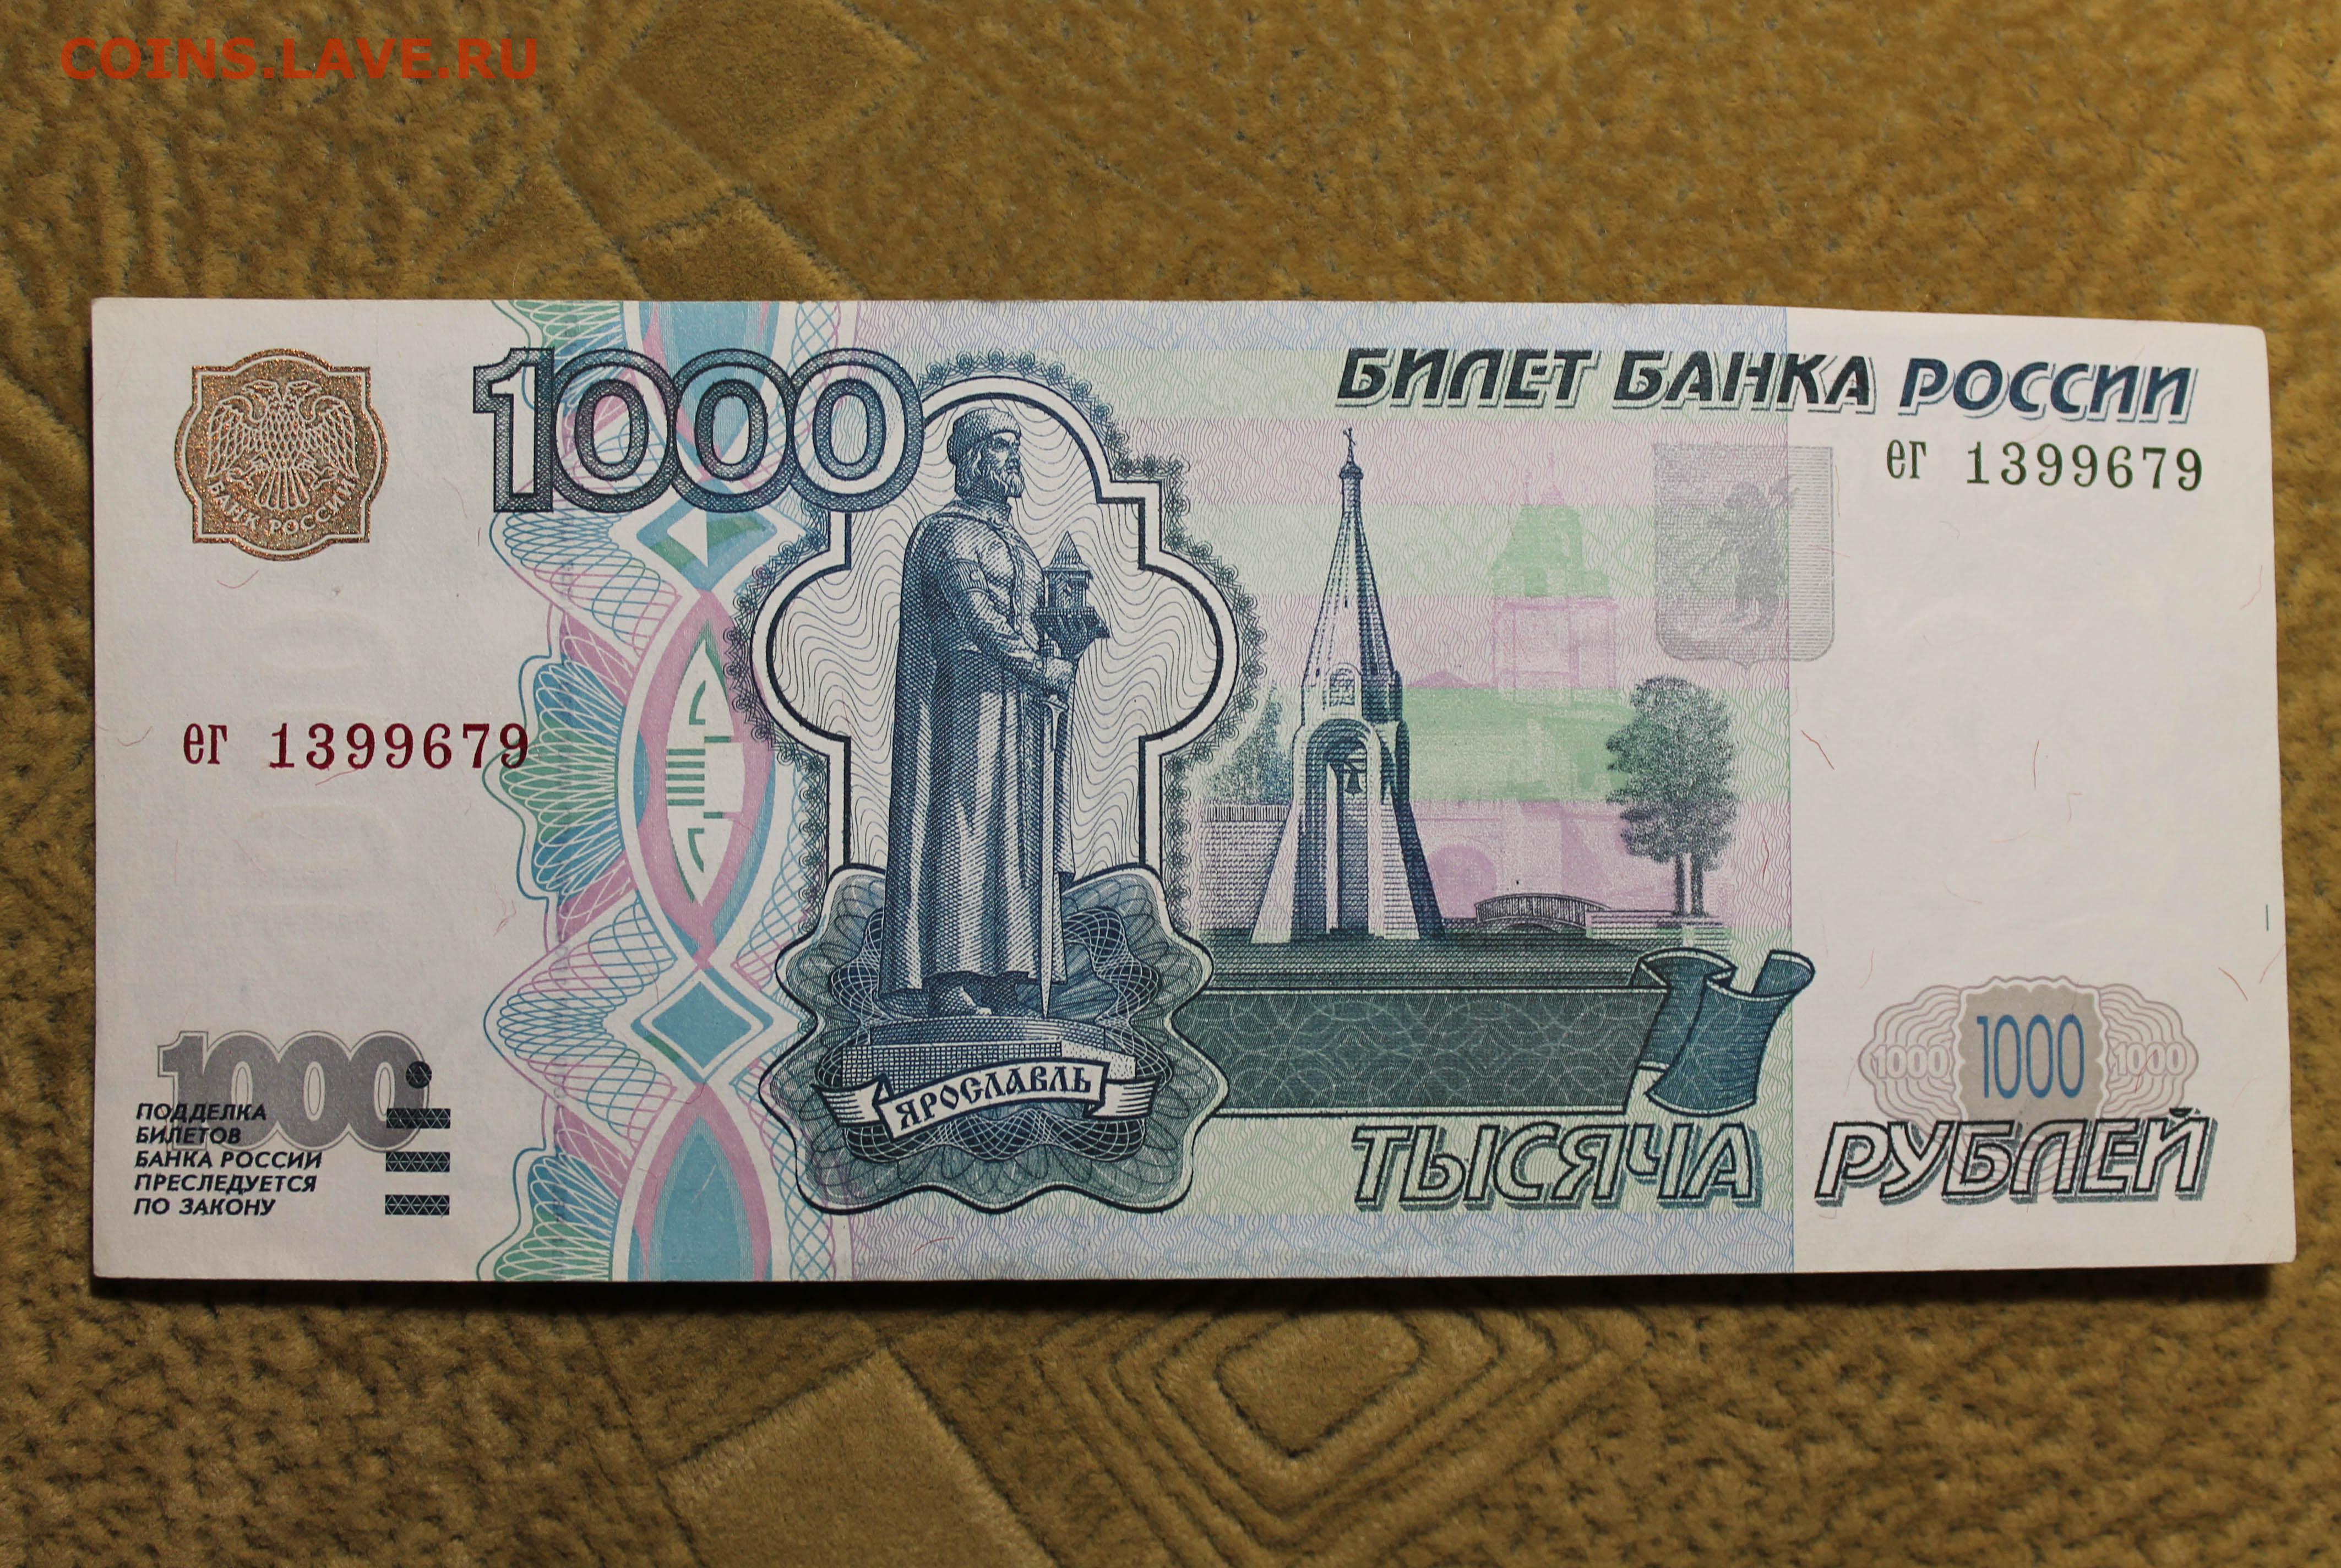 COINS.LAVE.RU
БАНК РОССИИ
1000
БИЛЕТ БАНКА РОССИИ
ег 1399679
ег 1399679
1000
ПОДДЕЛКА
БИЛЕТОВ
БАНКА РОССИИ
ПРЕСЛЕДУЕТСЯ
ПО ЗАКОНУ
ЯРОСЛАВЛЬ
1000 1000 1000
ТЫСЯЧА РУБЛЕЙ